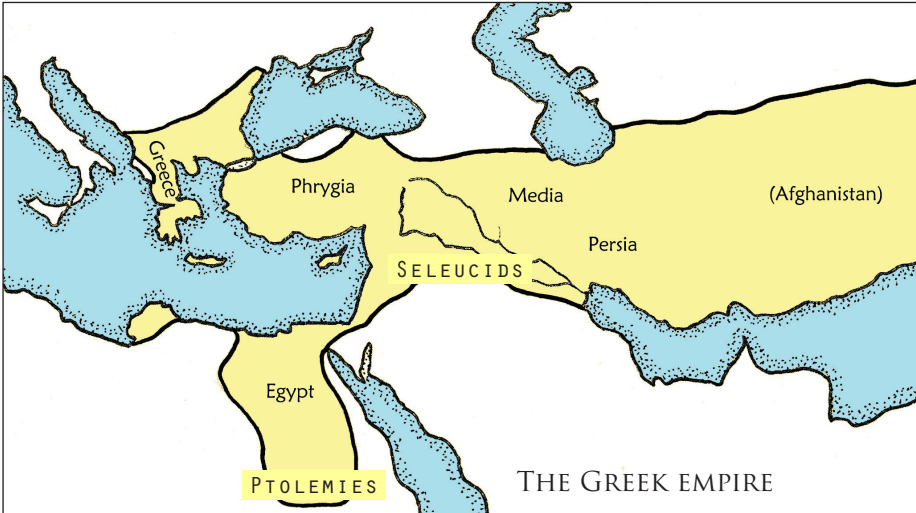 Greece
Phrygia
Media
(Afghanistan)
Persia
SELEUCIDS
Egypt
PTOLEMIES
THE GREEK EMPIRE